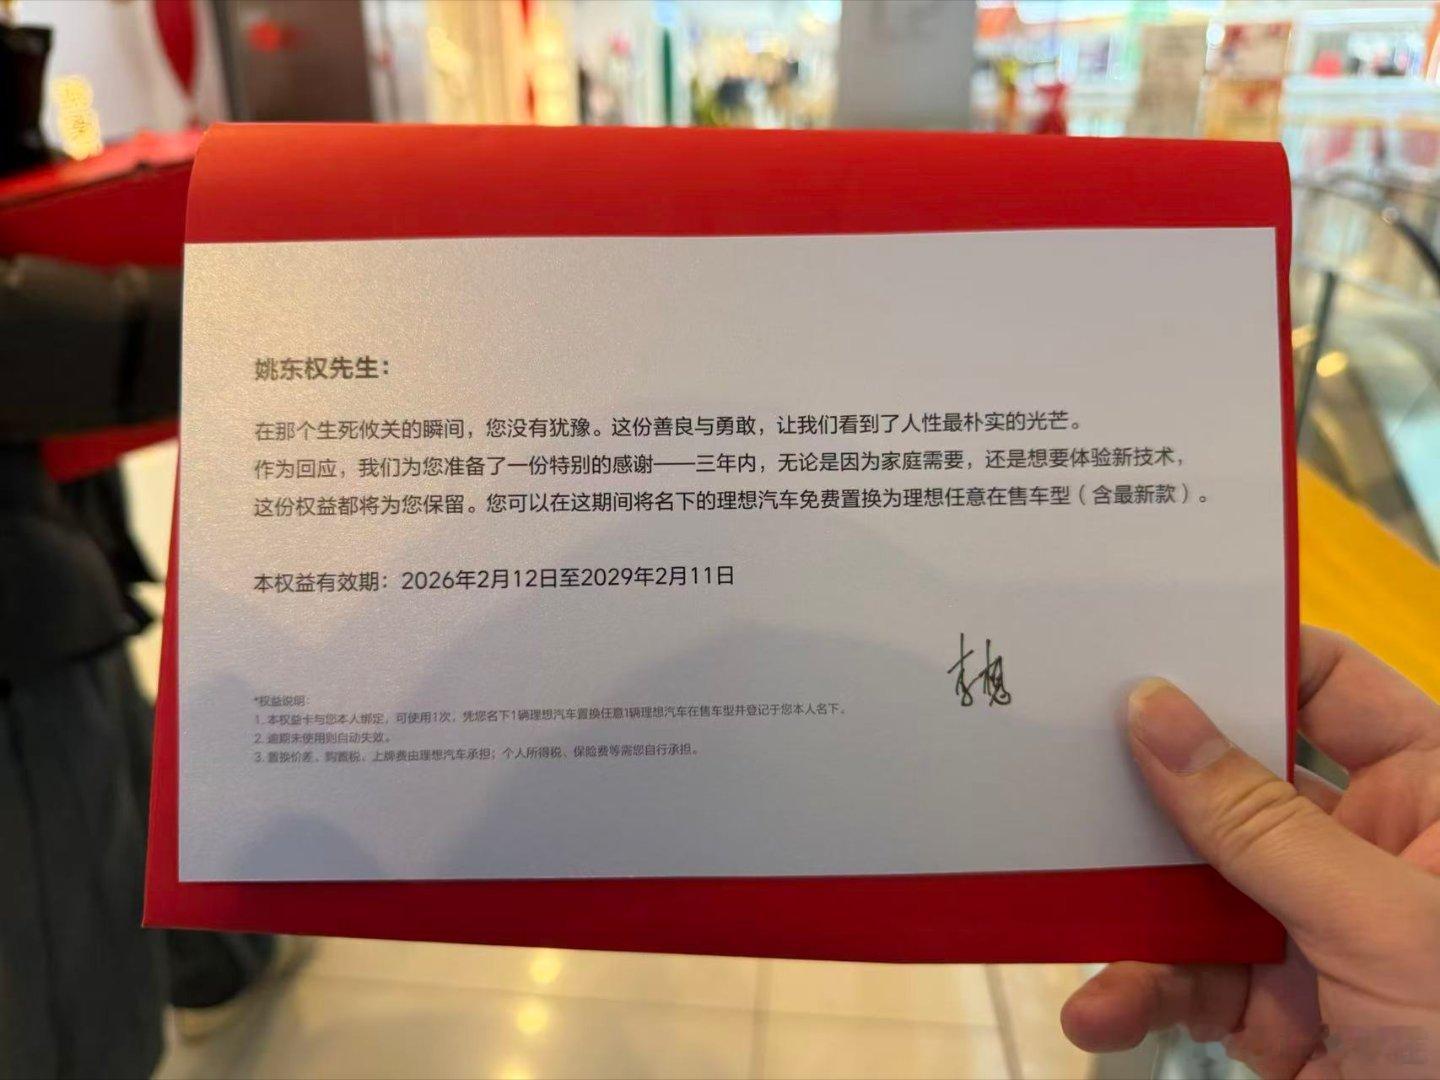 姚东权先生：
在那个生死攸关的瞬间，您没有犹豫。这份善良与勇敢，让我们看到了人性最朴实的光芒。
作为回应，我们为您准备了一份特别的感谢——三年内，无论是因为家庭需要，还是想要体验新技术，
这份权益都将为您保留。您可以在这期间将名下的理想汽车免费置换为理想任意在售车型（含最新款）。
本权益有效期：2026年2月12日至2029年2月11日
李想
*权益说明：
1. 本权益卡与您本人绑定，可使用1次，凭您名下1辆理想汽车置换任意1辆理想汽车在售车型并登记于您本人名下。
2. 逾期未使用则自动失效。
3. 置换价差、购置税、上牌费由理想汽车承担；个人所得税、保险费等需您自行承担。